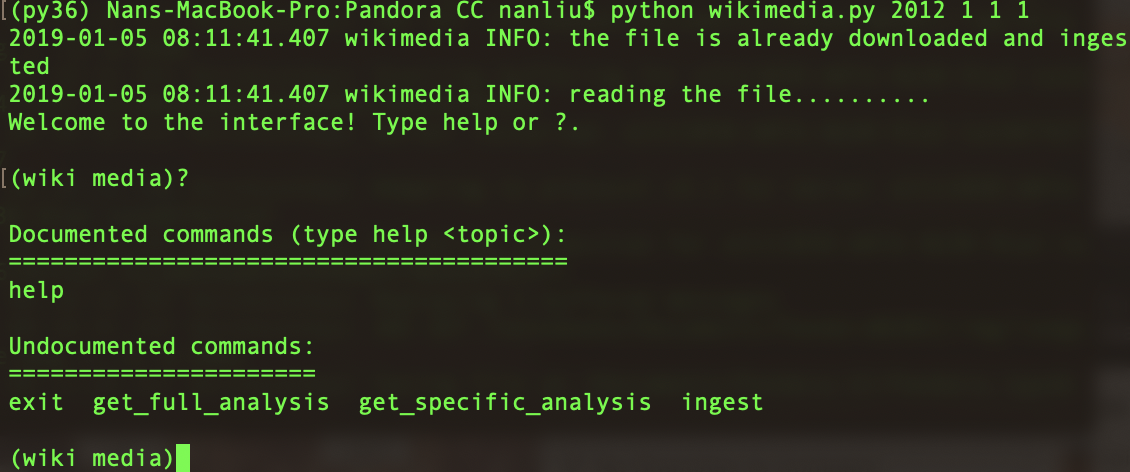 [(py36) Nans-MacBook-Pro:Pandora CC nanliu$ python wikimedia.py 2012 1 1 1
2019-01-05 08:11:41.407 wikimedia INFO: the file is already downloaded and inges
ted
2019-01-05 08:11:41.407 wikimedia INFO: reading the file..........
Welcome to the interface! Type help or ?.
[(wiki media)?
Documented commands (type help <topic>):
========================================
help
Undocumented commands:
======================
exit  get_full_analysis  get_specific_analysis  ingest
(wiki media)